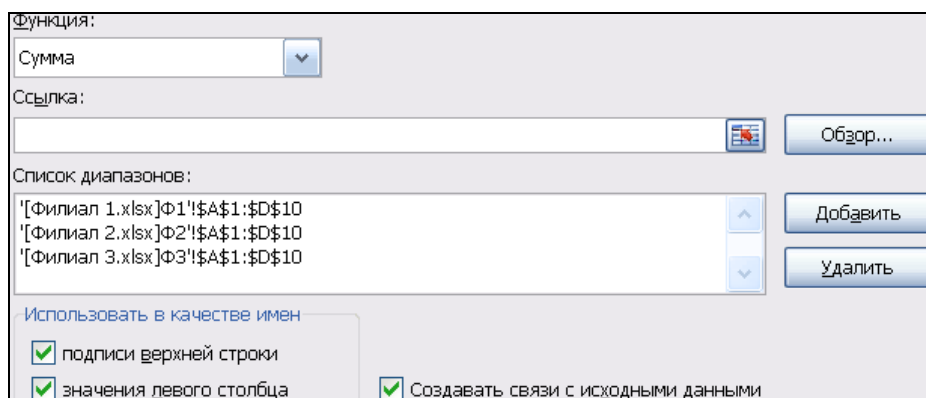 Функция:
Сумма
Ссылка:
Обзор...
Список диапазонов:
'[Филиал 1.xlsx]Ф1'!$A$1:$D$10
'[Филиал 2.xlsx]Ф2'!$A$1:$D$10
'[Филиал 3.xlsx]Ф3'!$A$1:$D$10
Добавить
Удалить
Использовать в качестве имен
подписи верхней строки
значения левого столбца
Создавать связи с исходными данными